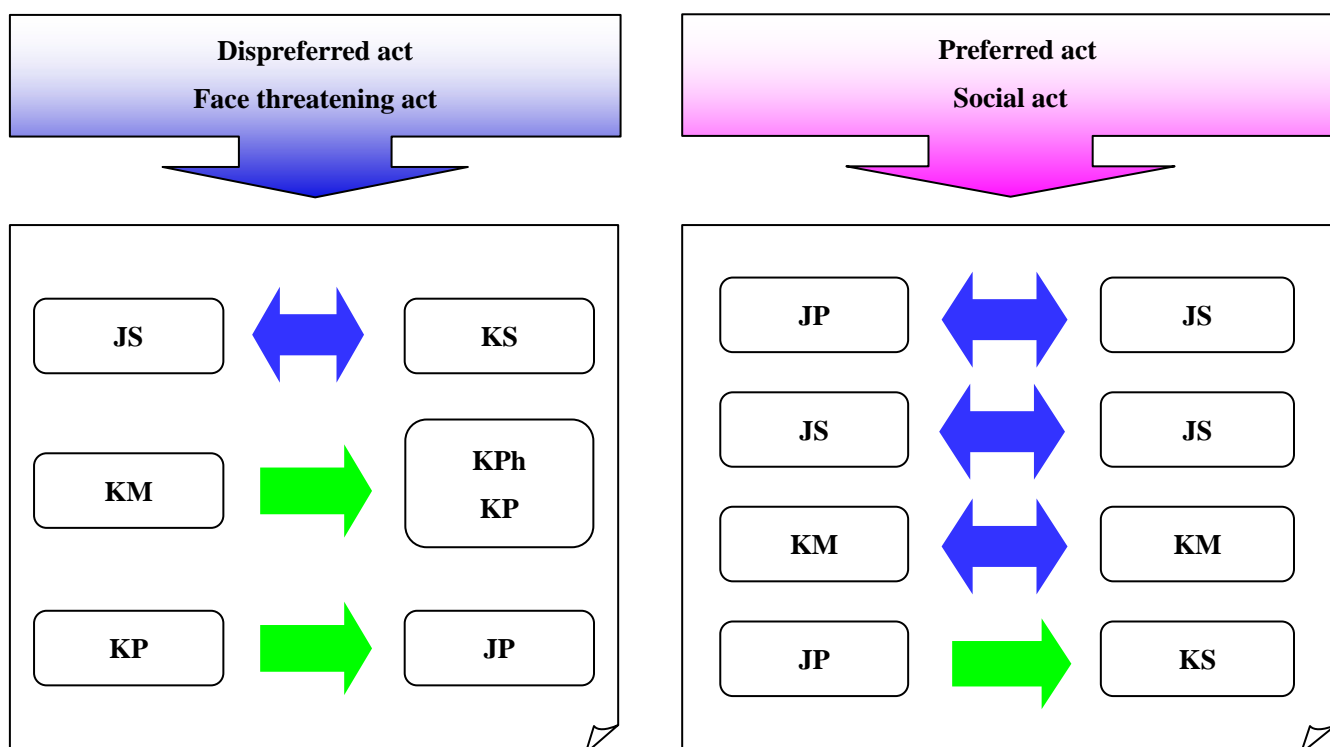 Dispreferred act
Face threatening act
JS
KS
KM
KPh
KP
KP
JP
Preferred act
Social act
JP
JS
JS
JS
KM
KM
JP
KS